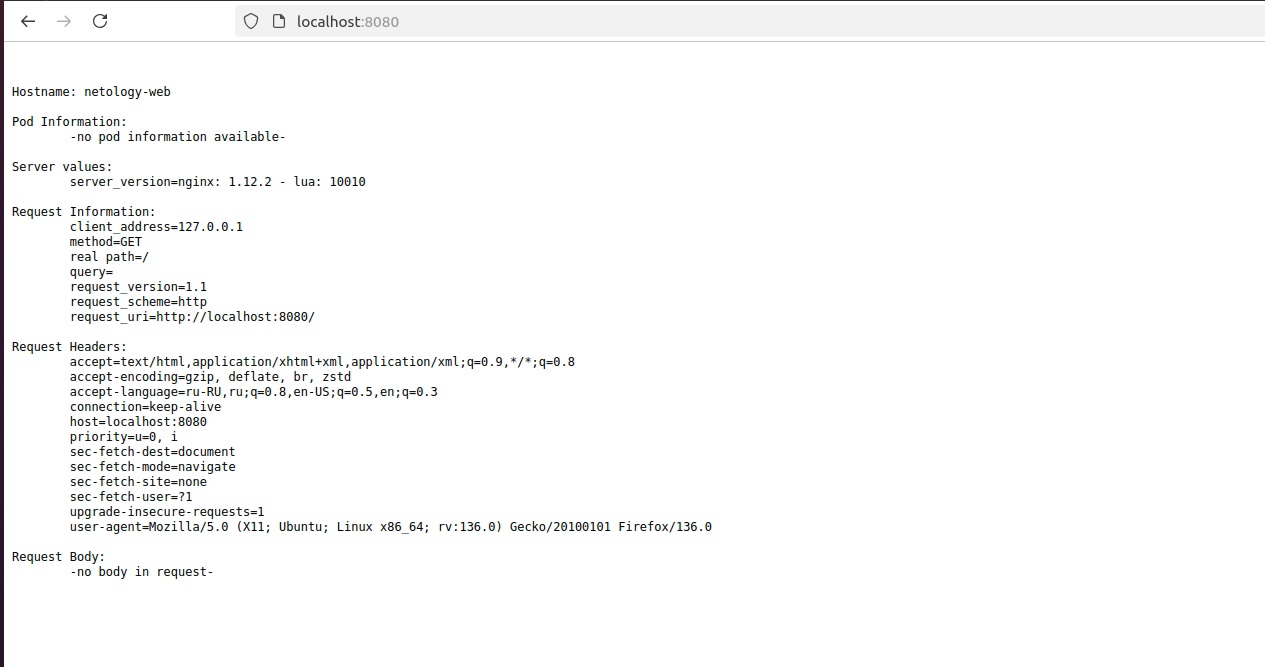 localhost:8080
Hostname: netology-web
Pod Information:
-no pod information available-
Server values:
server_version=nginx: 1.12.2 - lua: 10010
Request Information:
client_address=127.0.0.1
method=GET
real path=/
query=
request_version=1.1
request_scheme=http
request_uri=http://localhost:8080/
Request Headers:
accept=text/html,application/xhtml+xml,application/xml;q=0.9,*/*;q=0.8
accept-encoding=gzip, deflate, br, zstd
accept-language=ru-RU,ru;q=0.8,en-US;q=0.5,en;q=0.3
connection=keep-alive
host=localhost:8080
priority=u=0, i
sec-fetch-dest=document
sec-fetch-mode=navigate
sec-fetch-site=none
sec-fetch-user=?1
upgrade-insecure-requests=1
user-agent=Mozilla/5.0 (X11; Ubuntu; Linux x86_64; rv:136.0) Gecko/20100101 Firefox/136.0
Request Body:
-no body in request-